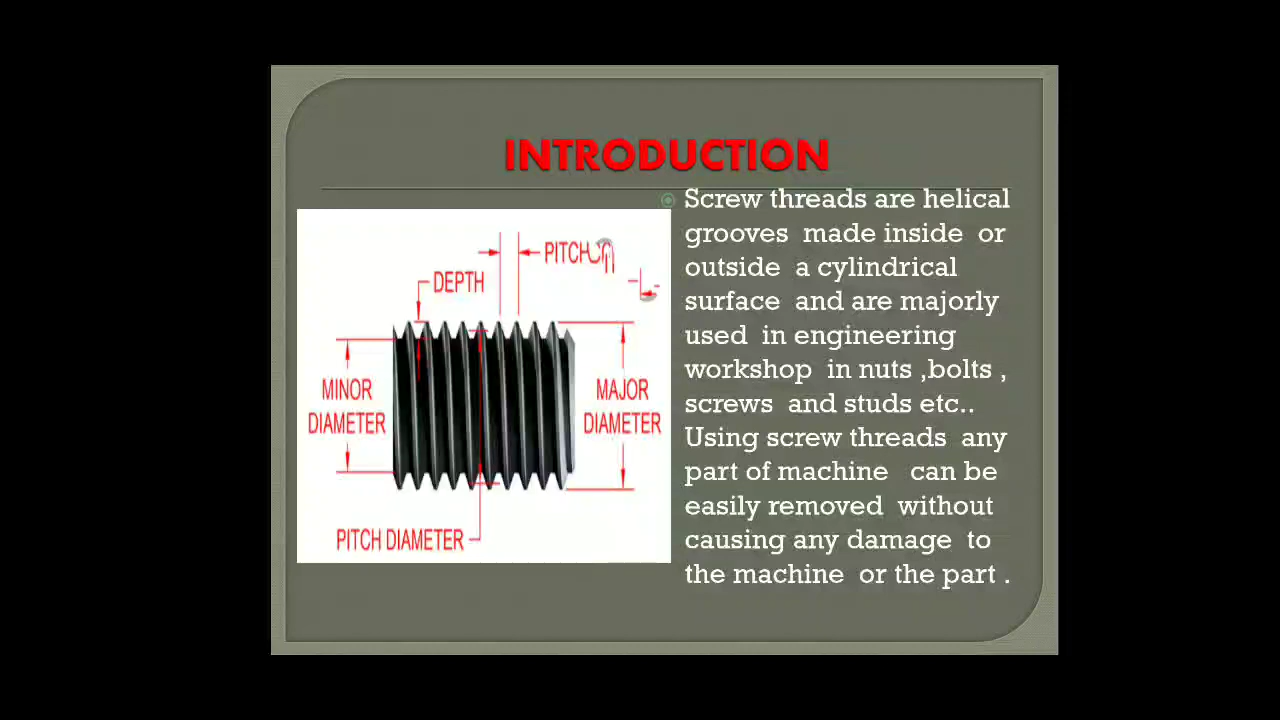 INTRODUCTION
Screw threads are helical
grooves made inside or
outside a cylindrical
surface and are majorly
used in engineering
workshop in nuts ,bolts ,
screws and studs etc..
Using screw threads any
part of machine can be
easily removed without
causing any damage to
the machine or the part .
PITCH
DEPTH
MINOR
DIAMETER
MAJOR
DIAMETER
PITCH DIAMETER